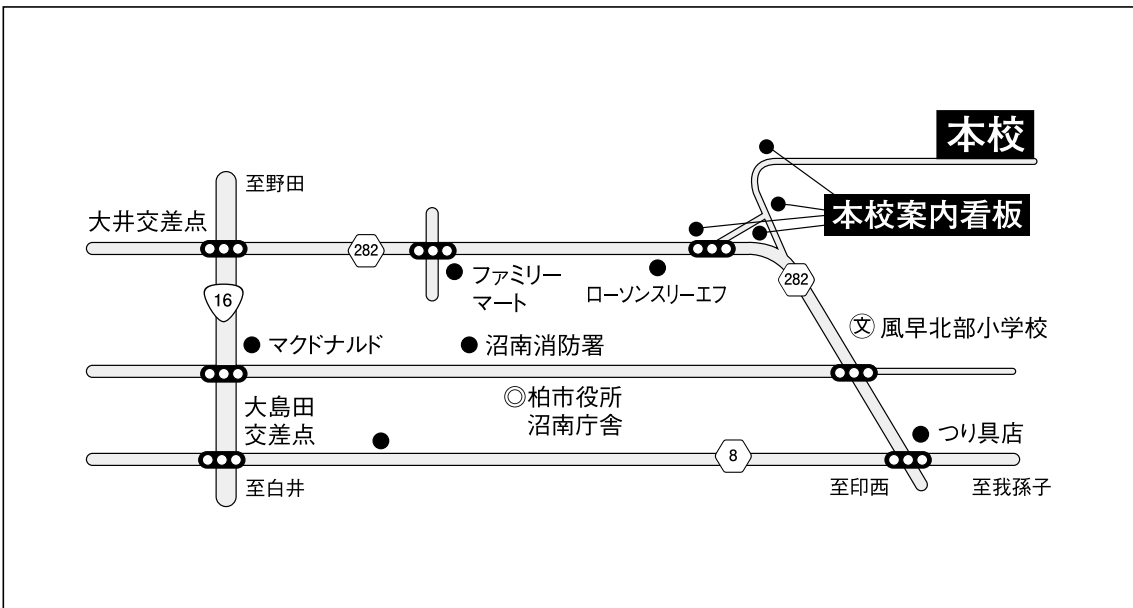 本校
至野田
本校案内看板
大井交差点
282
ファミリー
マート
ローソンスリーエフ
282
16
文
風早北部小学校
マクドナルド
沼南消防署
柏市役所
沼南庁舎
大島田
交差点
つり具店
8
至白井
至印西
至我孫子